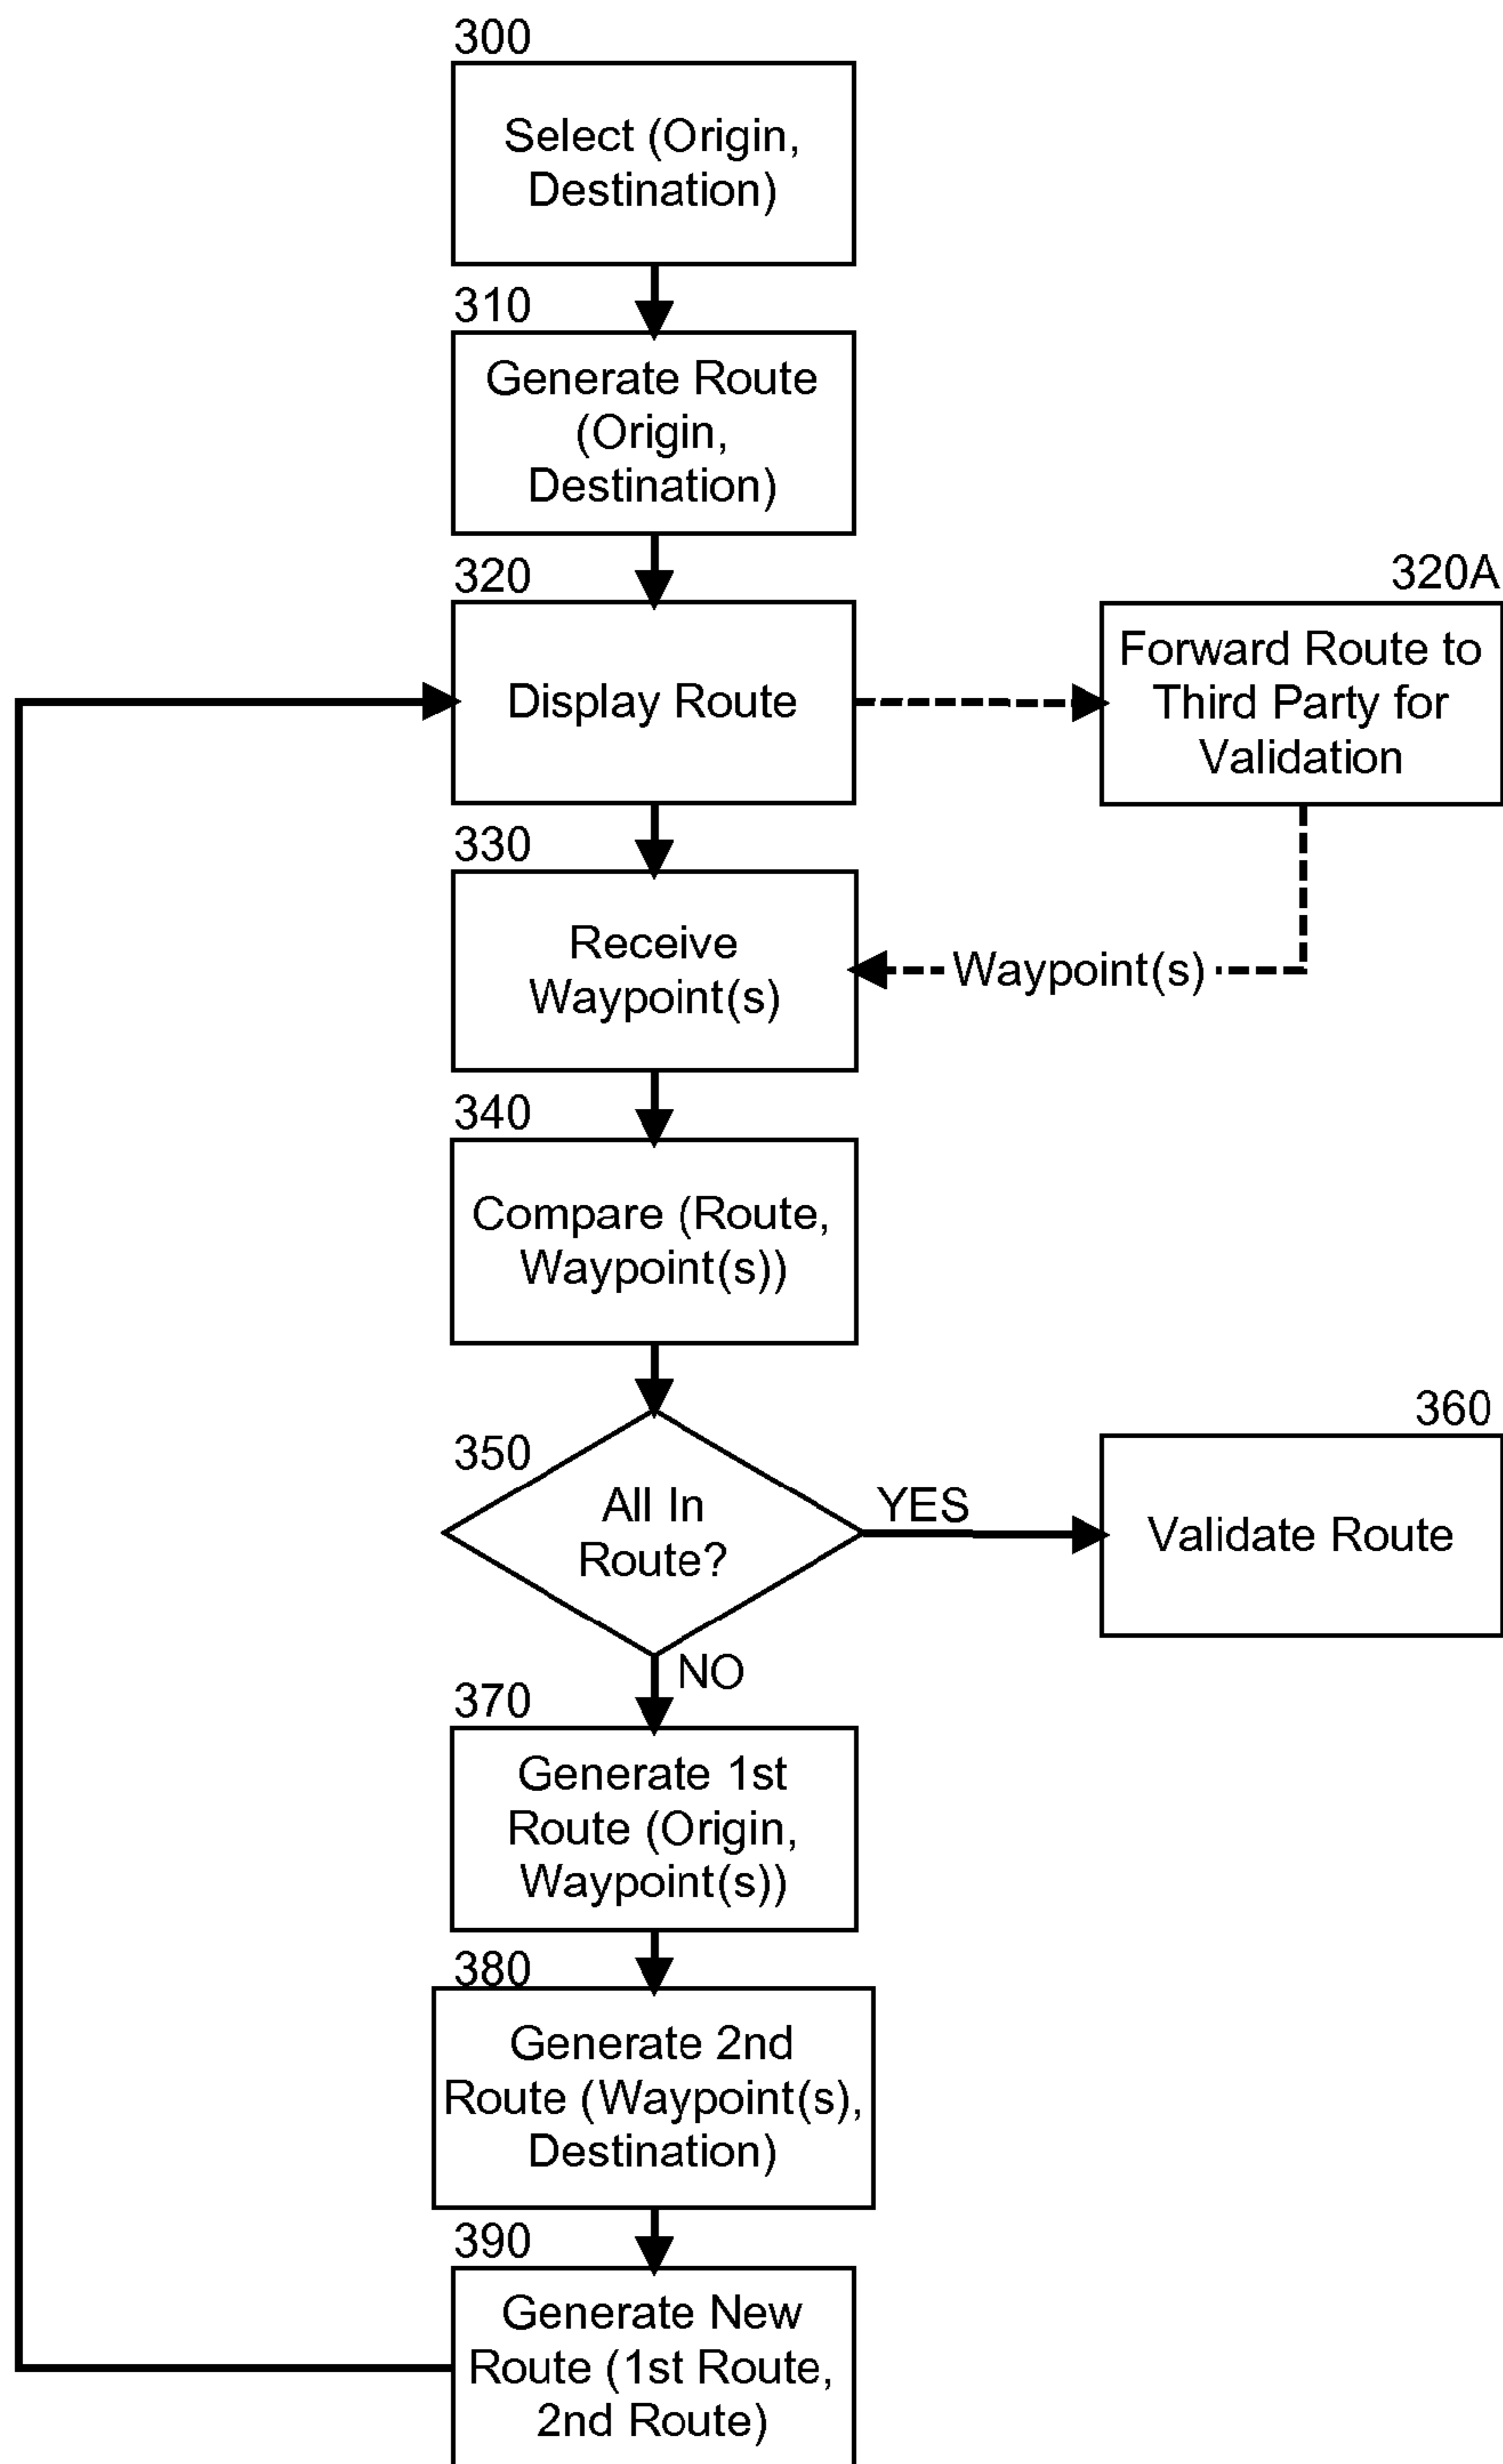 300
Select (Origin,
Destination)
310
Generate Route
(Origin,
Destination)
320
Display Route
320A
Forward Route to
Third Party for
Validation
330
Receive
Waypoint(s)
Waypoint(s)
340
Compare (Route,
Waypoint(s))
350
All In
Route?
YES
360
Validate Route
NO
370
Generate 1st
Route (Origin,
Waypoint(s))
380
Generate 2nd
Route (Waypoint(s),
Destination)
390
Generate New
Route (1st Route,
2nd Route)